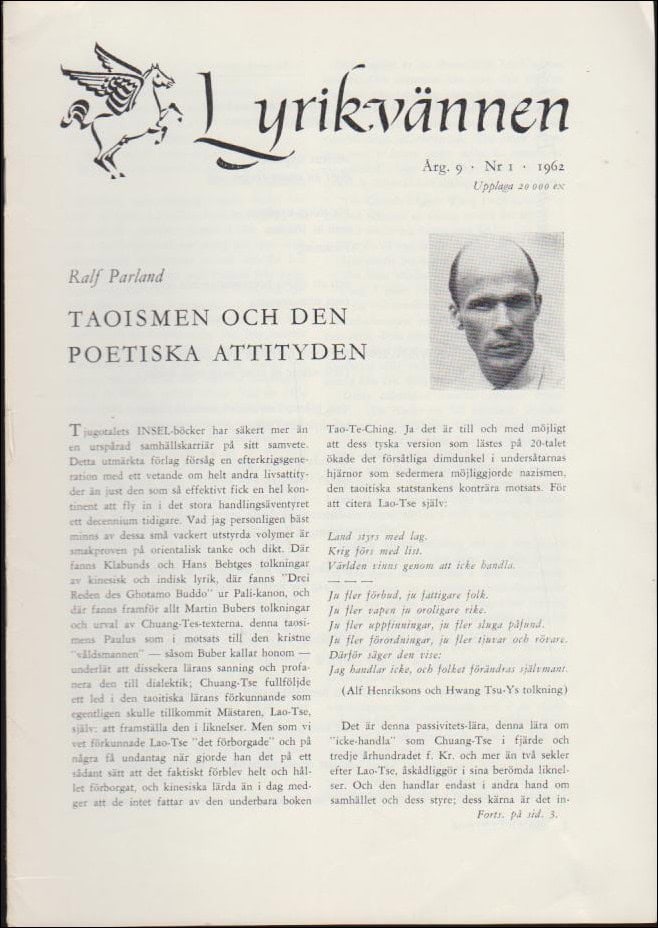 Lyrikvännen
Årg. 9 · Nr 1 · 1962
Upplaga 20 000 ex
Ralf Parland
TAOISMEN OCH DEN
POETISKA ATTITYDEN
Tjugotalets INSEL-böcker har säkert mer än
en urspårad samhällskarriär på sitt samvete.
Detta utmärkta förlag försåg en efterkrigsgene-
ration med ett vetande om helt andra livsattity-
der än just den som så effektivt fick en hel kon-
tinent att fly in i det stora handlingsäventyret
ett decennium tidigare. Vad jag personligen bäst
minns av dessa små vackert utstyrda volymer är
smakproven på orientalisk tanke och dikt. Där
fanns Klabunds och Hans Behtges tolkningar
av kinesisk och indisk lyrik, där fanns "Drei
Reden des Ghotamo Buddo" ur Pali-kanon, och
där fanns framför allt Martin Bubers tolkningar
och urval av Chuang-Tes-texterna, denna taosi-
mens Paulus som i motsats till den kristne
"våldsmannen" — såsom Buber kallar honom —
underlät att dissekera lärans sanning och profa-
nera den till dialektik; Chuang-Tse fullföljde
ett led i den taoitiska lärans förkunnande som
egentligen skulle tillkommit Mästaren, Lao-Tse,
själv: att framställa den i liknelser. Men som vi
vet förkunnade Lao-Tse "det förborgade" och på
några få undantag när gjorde han det på ett
sådant sätt att det faktiskt förblev helt och hål-
let förborgat, och kinesiska lärda än i dag med-
ger att de intet fattar av den underbara boken
Tao-Te-Ching. Ja det är till och med möjligt
att dess tyska version som lästes på 20-talet
ökade det försåtliga dimdunkel i undersåtarnas
hjärnor som sedermera möjliggjorde nazismen,
den taoitiska statstankens konträra motsats. För
att citera Lao-Tse själv:
Land styrs med lag.
Krig förs med list.
Världen vinns genom att icke handla.
— — —
Ju fler förbud, ju fattigare folk.
Ju fler vapen ju oroligare rike.
Ju fler uppfinningar, ju fler sluga påfund.
Ju fler förordningar, ju fler tjuvar och rövare.
Därför säger den vise:
Jag handlar icke, och folket förändras självmant.
(Alf Henriksons och Hwang Tsu-Ys tolkning)
Det är denna passivitets-lära, denna lära om
"icke-handla" som Chuang-Tse i fjärde och
tredje århundradet f. Kr. och mer än två sekler
efter Lao-Tse, åskådliggör i sina berömda liknel-
ser. Och den handlar endast i andra hand om
samhället och dess styre; dess kärna är det in-
Forts. på sid. 3.